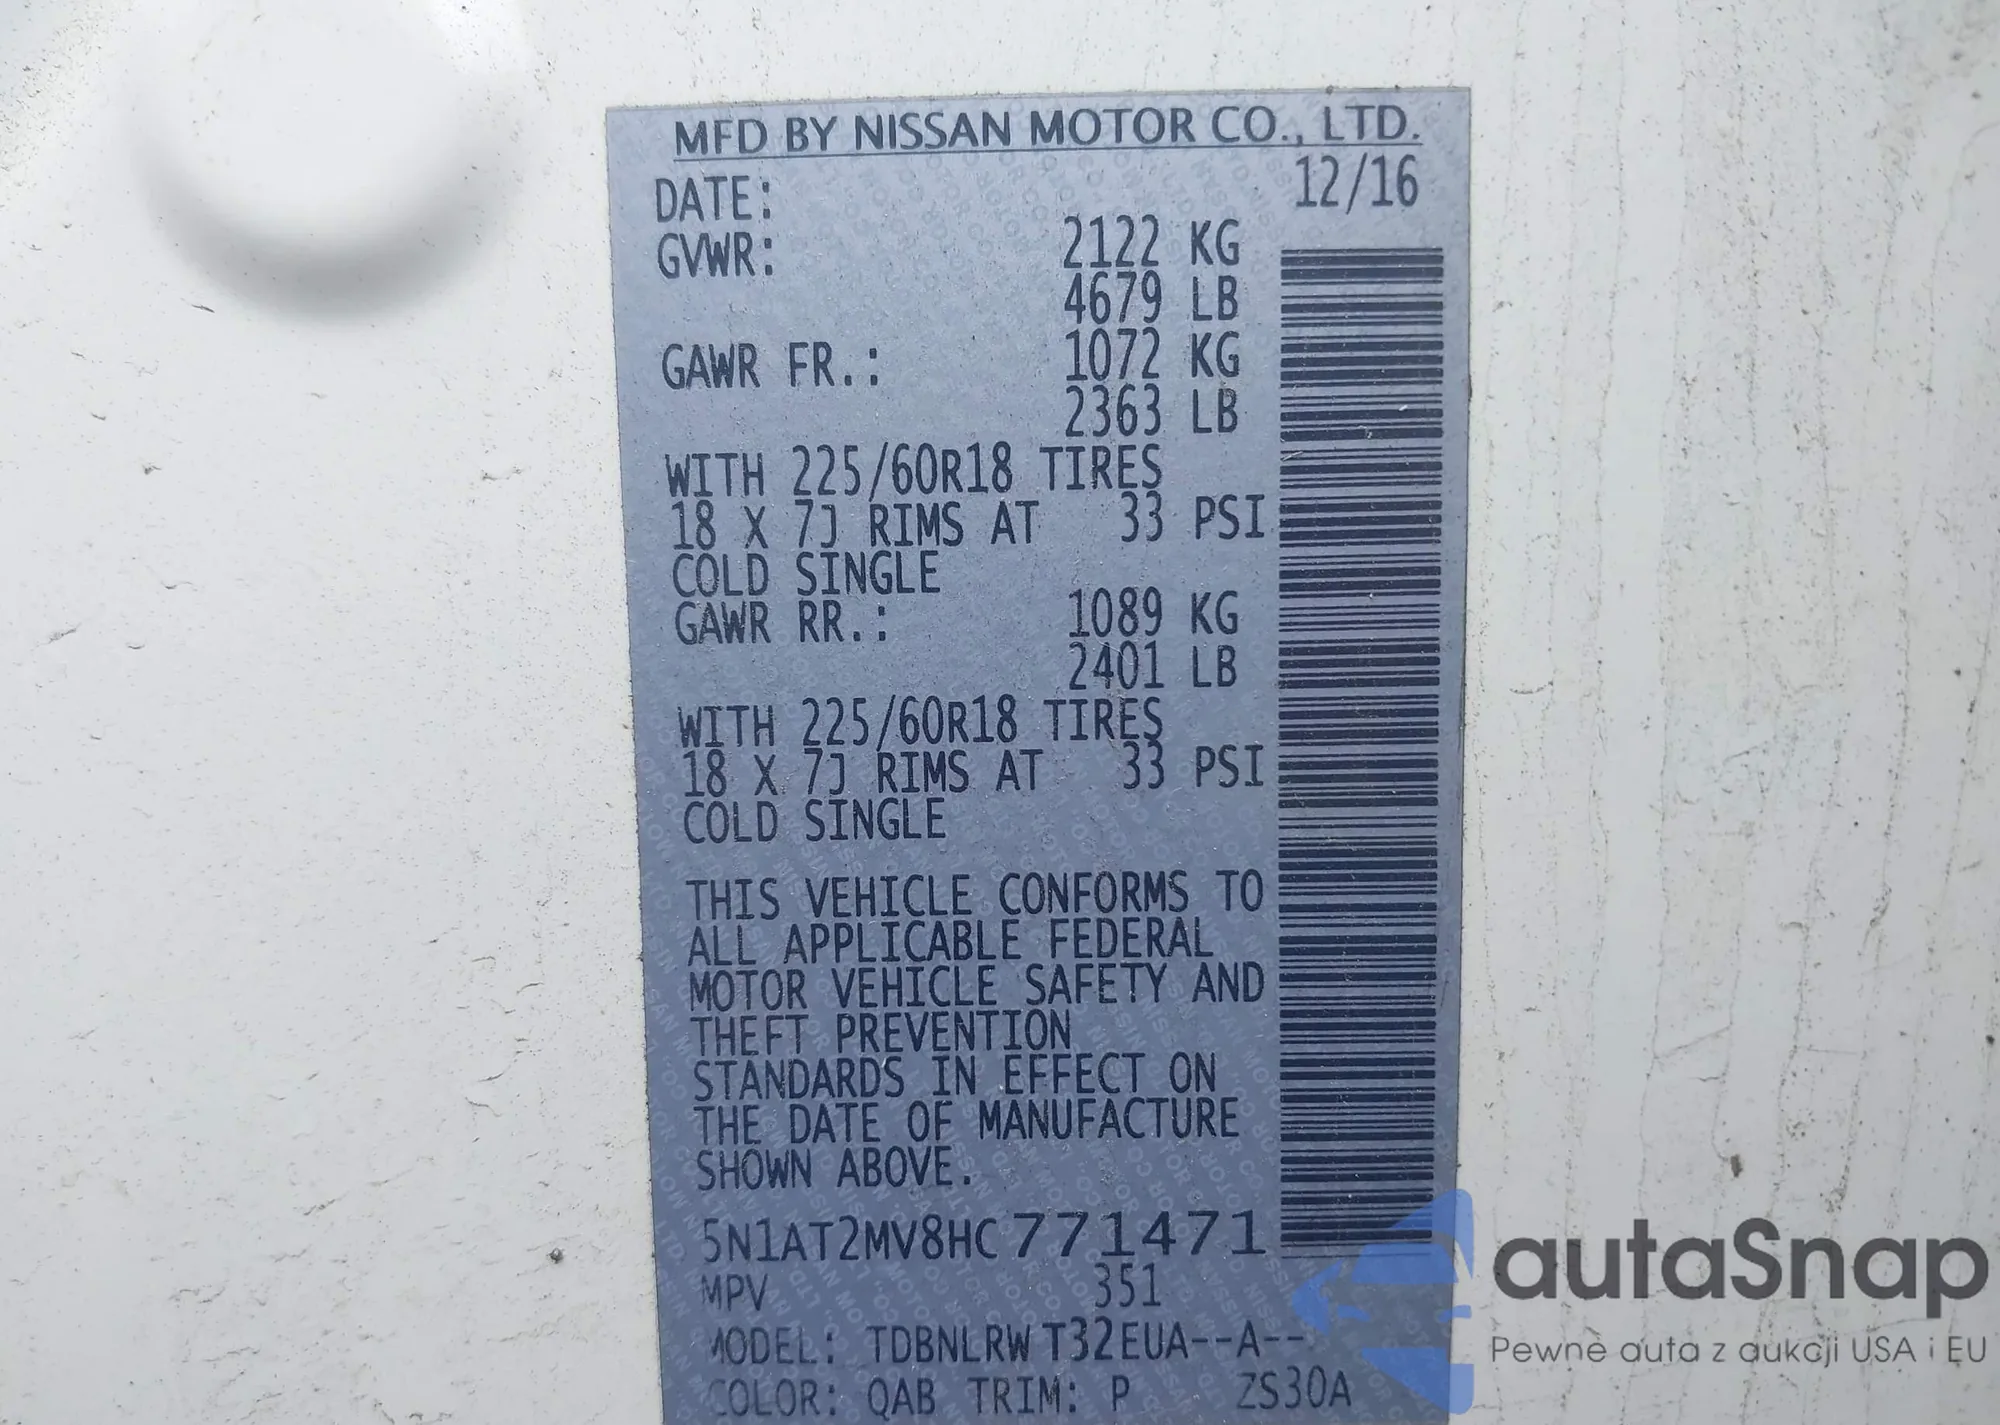 MFD BY NISSAN MOTOR CO., LTD.
DATE: 12/16
GVWR: 2122 KG
4679 LB
GAWR FR.: 1072 KG
2363 LB
WITH 225/60R18 TIRES
18 X 7J RIMS AT 33 PSI
COLD SINGLE
GAWR RR.: 1089 KG
2401 LB
WITH 225/60R18 TIRES
18 X 7J RIMS AT 33 PSI
COLD SINGLE
THIS VEHICLE CONFORMS TO
ALL APPLICABLE FEDERAL
MOTOR VEHICLE SAFETY AND
THEFT PREVENTION
STANDARDS IN EFFECT ON
THE DATE OF MANUFACTURE
SHOWN ABOVE.
5N1AT2MV8HC771471
MPV 351
MODEL: TDBNLRW T32EUA--A--
COLOR: QAB TRIM: P ZS30A
autaSnap
Pewne auta z aukcji USA i EU